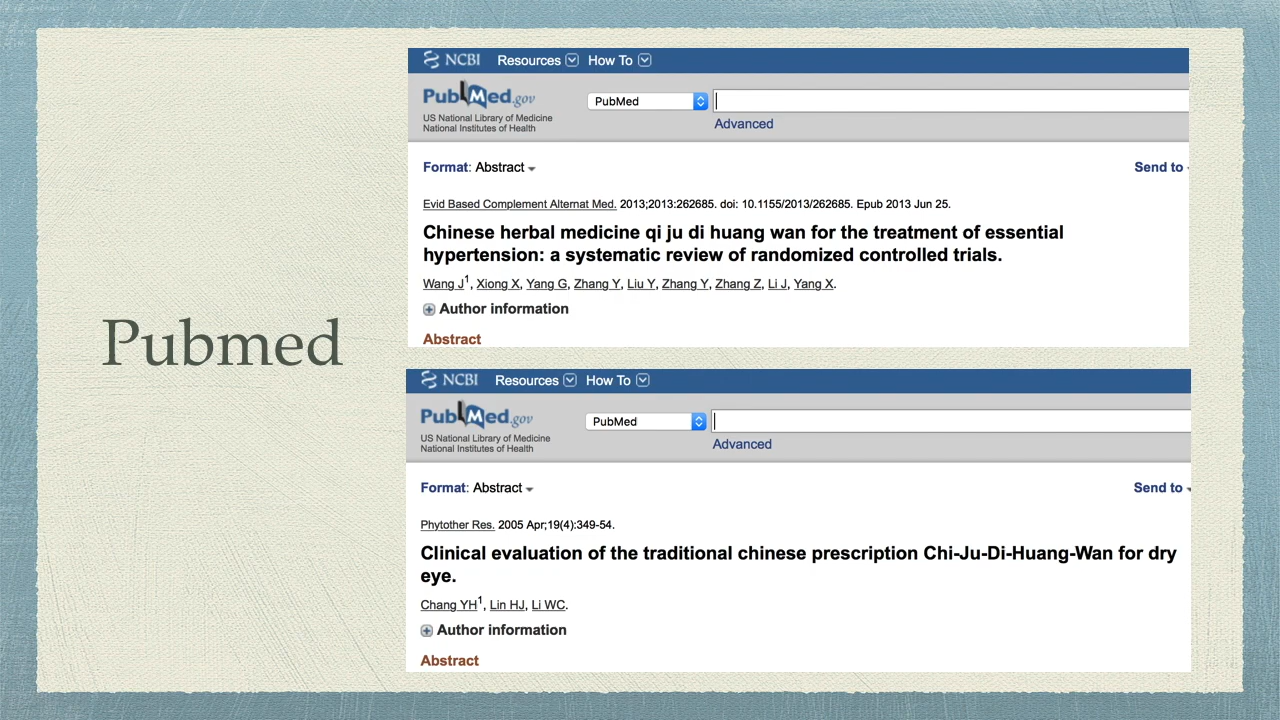 Pubmed
NCBI Resources How To
PubMed.gov
US National Library of Medicine
National Institutes of Health
PubMed
Advanced
Format: Abstract
Send to
Evid Based Complement Alternat Med. 2013;2013:262685. doi: 10.1155/2013/262685. Epub 2013 Jun 25.
Chinese herbal medicine qi ju di huang wan for the treatment of essential
hypertension: a systematic review of randomized controlled trials.
Wang J1, Xiong X, Yang G, Zhang Y, Liu Y, Zhang Y, Zhang Z, Li J, Yang X.
Author information
Abstract
NCBI Resources How To
PubMed.gov
US National Library of Medicine
National Institutes of Health
PubMed
Advanced
Format: Abstract
Send to
Phytother Res. 2005 Apr;19(4):349-54.
Clinical evaluation of the traditional chinese prescription Chi-Ju-Di-Huang-Wan for dry
eye.
Chang YH1, Lin HJ, Li WC.
Author information
Abstract